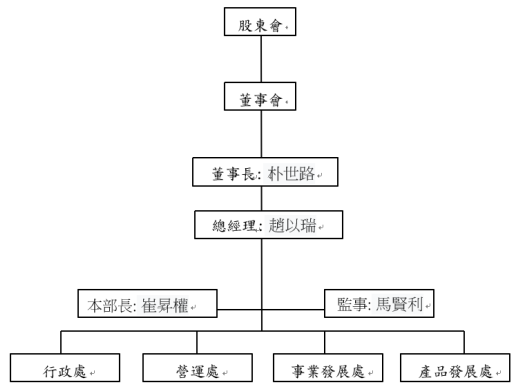 股東會
董事會
董事長: 朴世路
總經理: 趙以瑞
本部長: 崔昇權
監事: 馬賢利
行政處
營運處
事業發展處
產品發展處